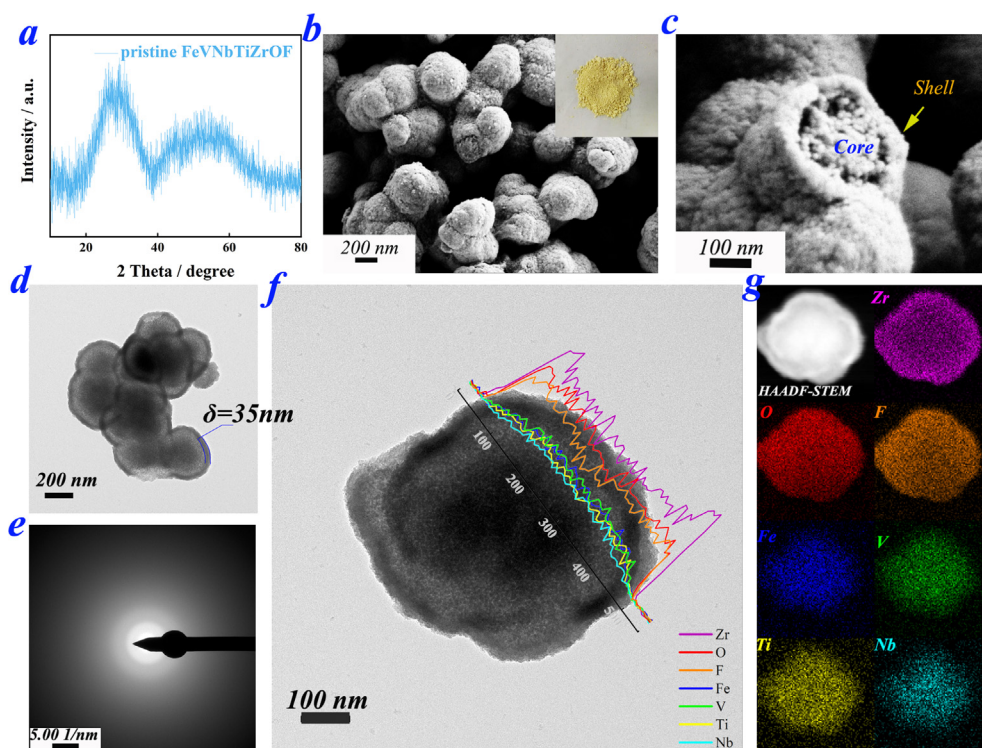 a
pristine FeVNbTiZrOF
Intensity / a.u.
20 40 60 80
2 Theta / degree
b
200 nm
c
Shell
Core
100 nm
d
δ=35nm
200 nm
e
5.00 1/nm
f
100
200
300
400
Zr
O
F
Fe
V
Ti
Nb
100 nm
g
Zr
HAADF-STEM
O
F
Fe
V
Ti
Nb